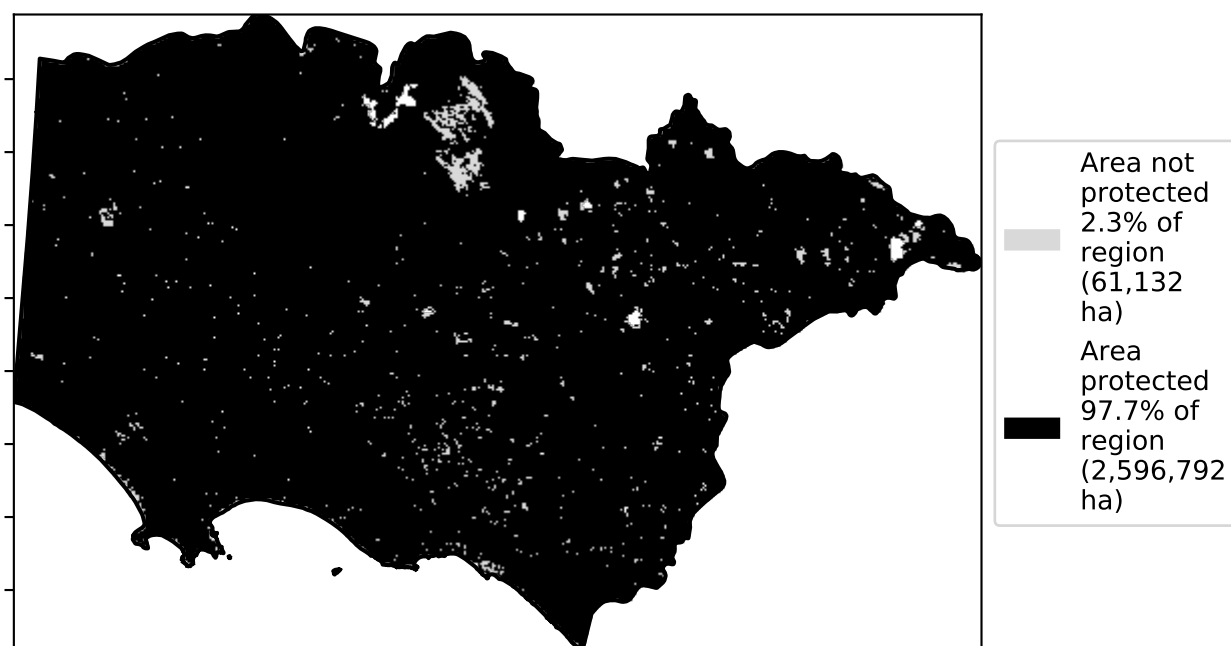 Area not
protected
2.3% of
region
(61,132
ha)
Area
protected
97.7% of
region
(2,596,792
ha)